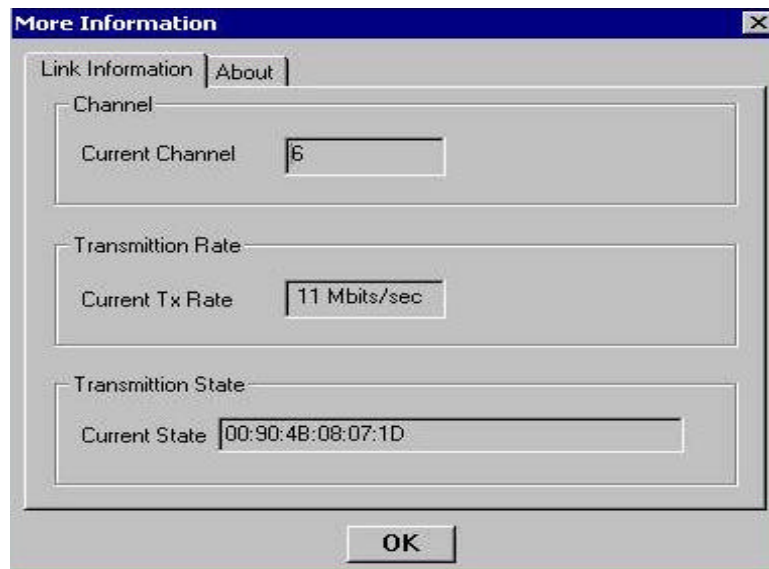 More Information
Link Information About
Channel
Current Channel 6
Transmittion Rate
Current Tx Rate 11 Mbits/sec
Transmittion State
Current State 00:90:4B:08:07:1D
OK